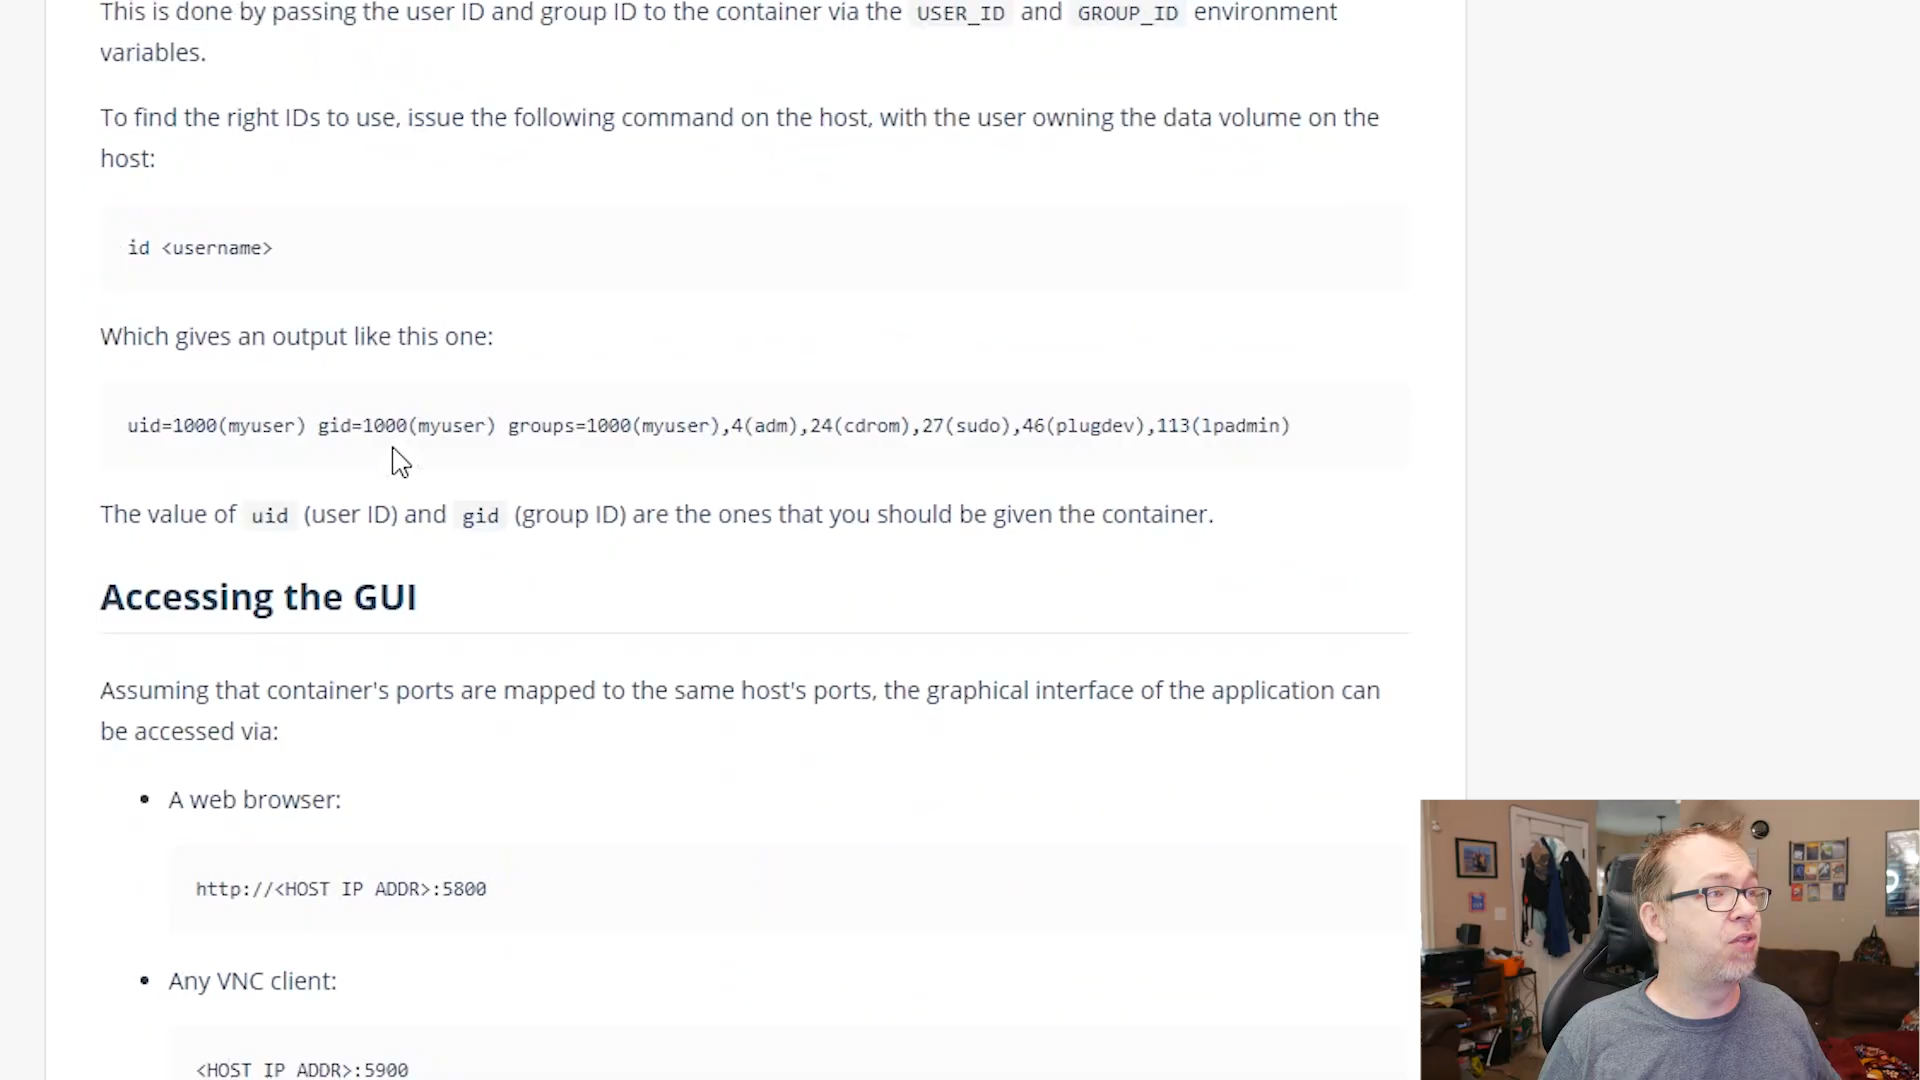 This is done by passing the user ID and group ID to the container via the USER_ID and GROUP_ID environment
variables.
To find the right IDs to use, issue the following command on the host, with the user owning the data volume on the
host:
id <username>
Which gives an output like this one:
uid=1000(myuser) gid=1000(myuser) groups=1000(myuser),4(adm),24(cdrom),27(sudo),46(plugdev),113(lpadmin)
The value of uid (user ID) and gid (group ID) are the ones that you should be given the container.
Accessing the GUI
Assuming that container's ports are mapped to the same host's ports, the graphical interface of the application can
be accessed via:
• A web browser:
http://<HOST IP ADDR>:5800
• Any VNC client:
<HOST IP ADDR>:5900